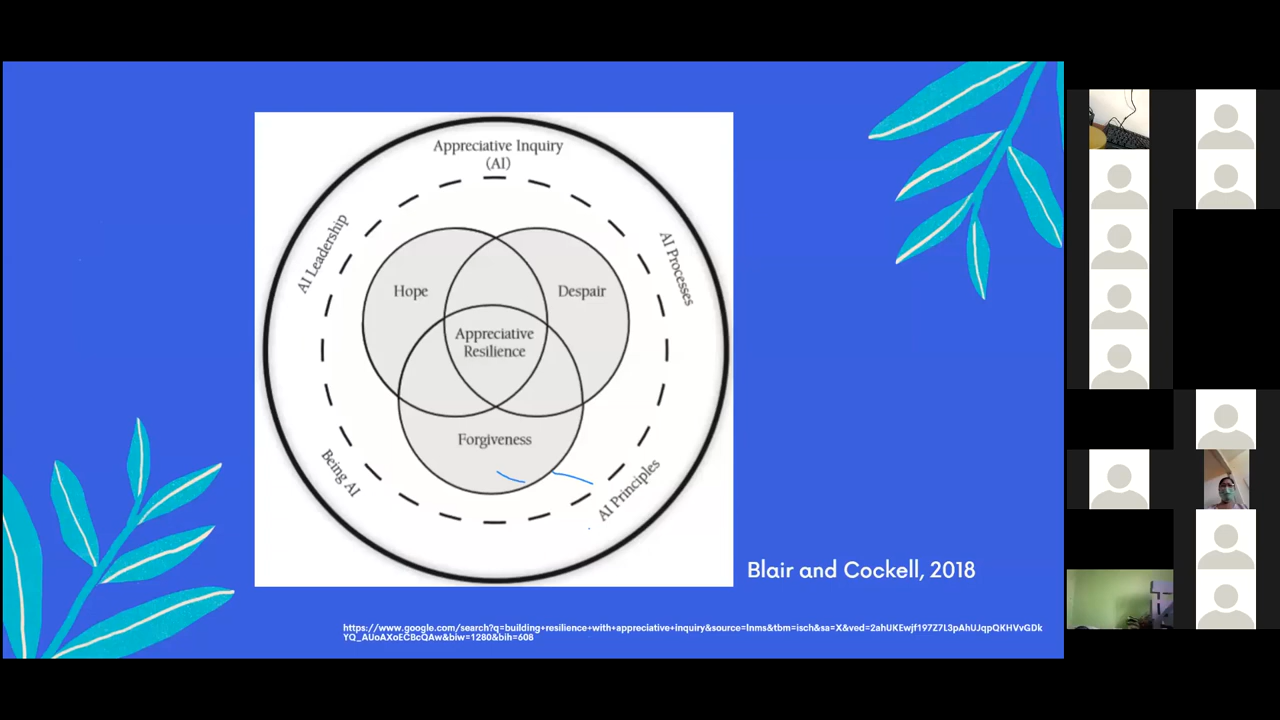 Appreciative Inquiry
(AI)
AI Leadership
AI Processes
Hope
Despair
Appreciative
Resilience
Forgiveness
Being AI
AI Principles
Blair and Cockell, 2018
https://www.google.com/search?q=building+resilience+with+appreciative+inquiry&source=lnms&tbm=isch&sa=X&ved=2ahUKEwjf197Z7L3pAhUJqpQKHVvGDk
YQ_AUoAXoECBcQAw&biw=1280&bih=608